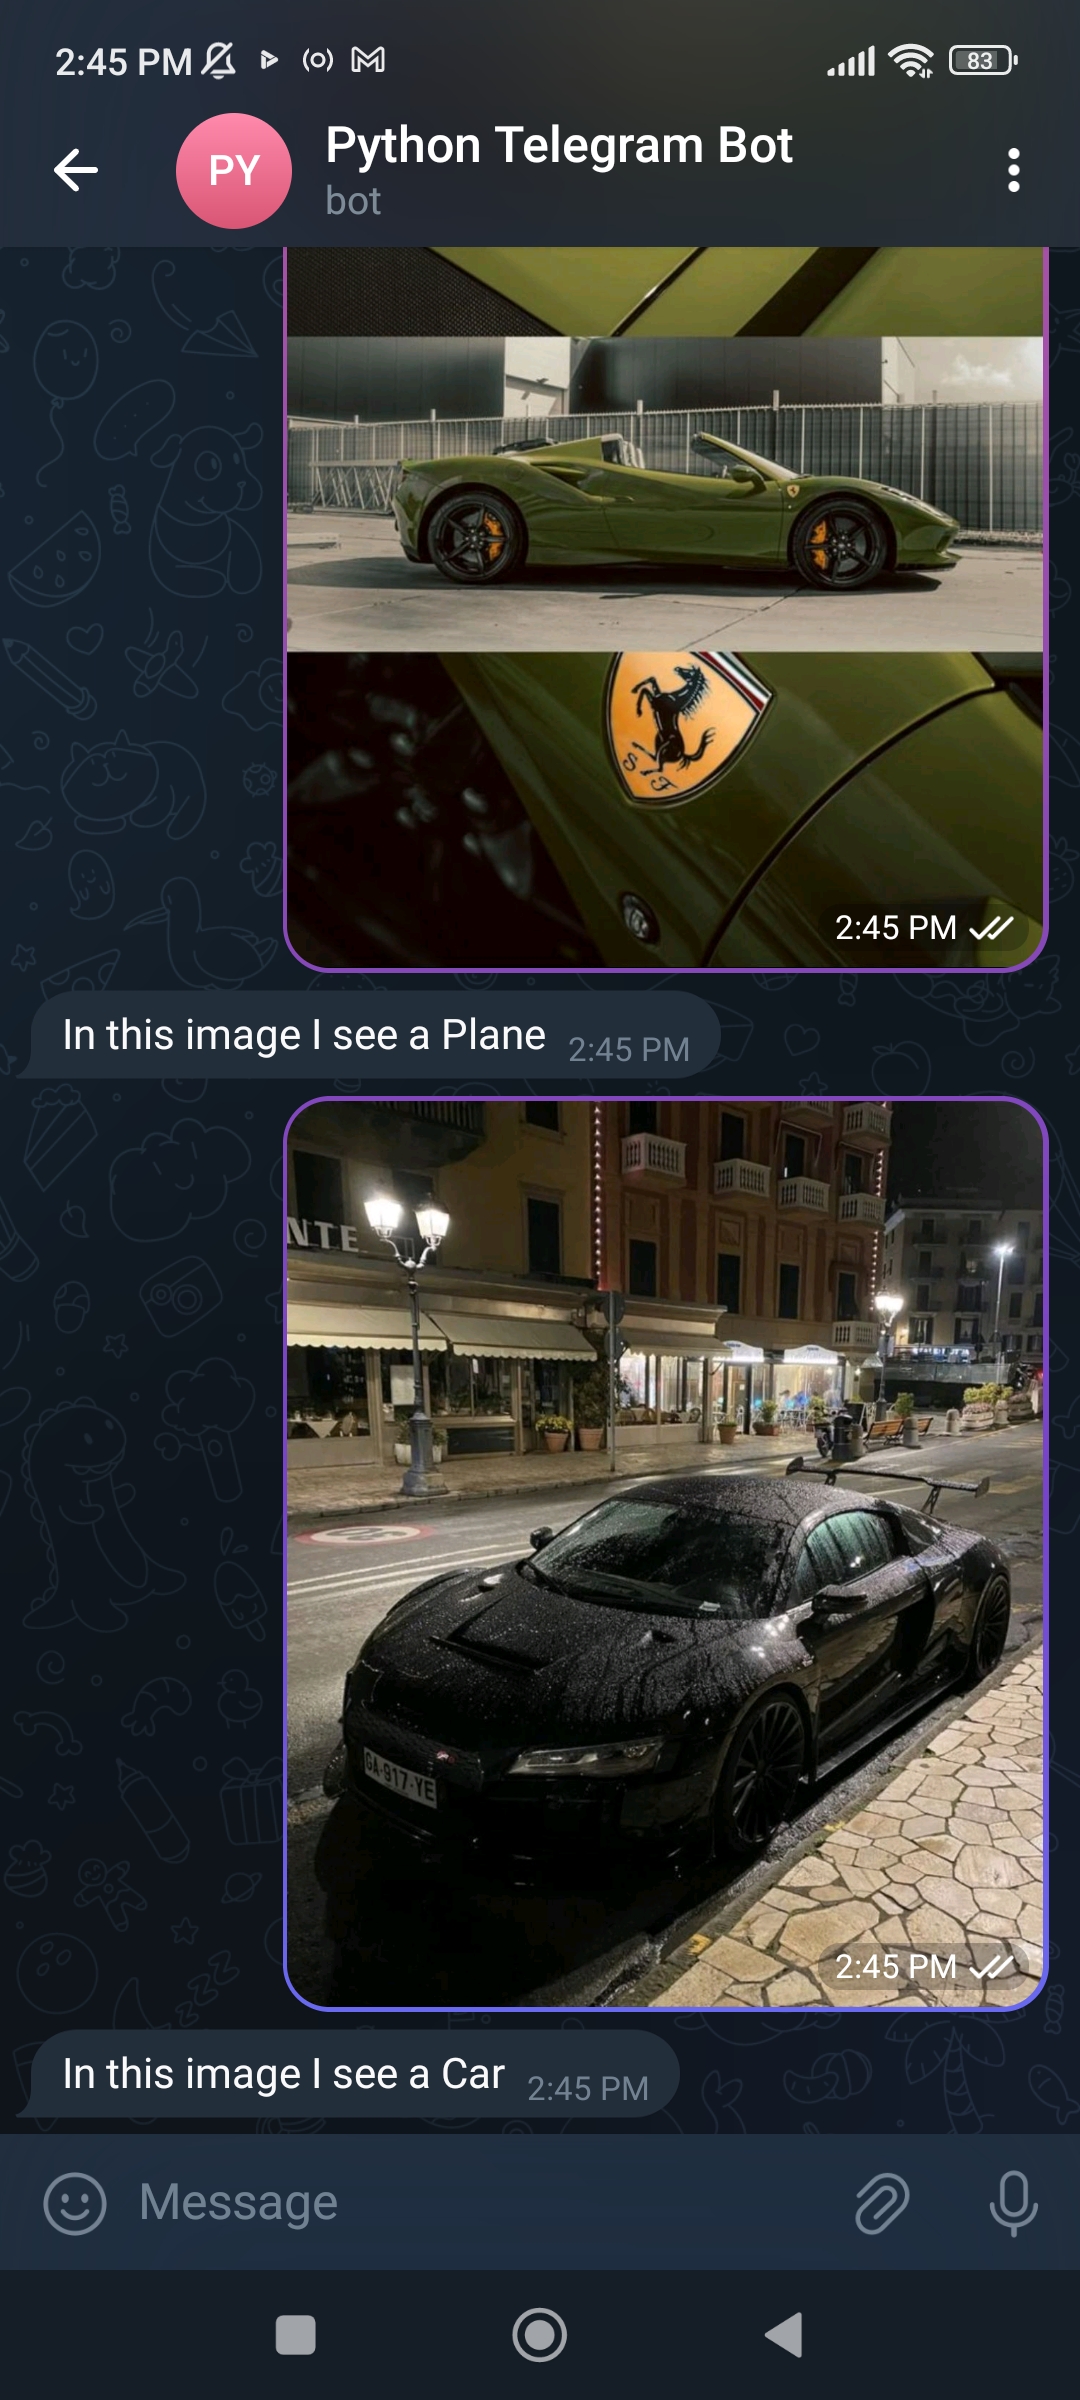 2:45 PM
83
PY
Python Telegram Bot
bot
S F
2:45 PM
In this image I see a Plane 2:45 PM
NTE
GA-917-YE
2:45 PM
In this image I see a Car 2:45 PM
Message